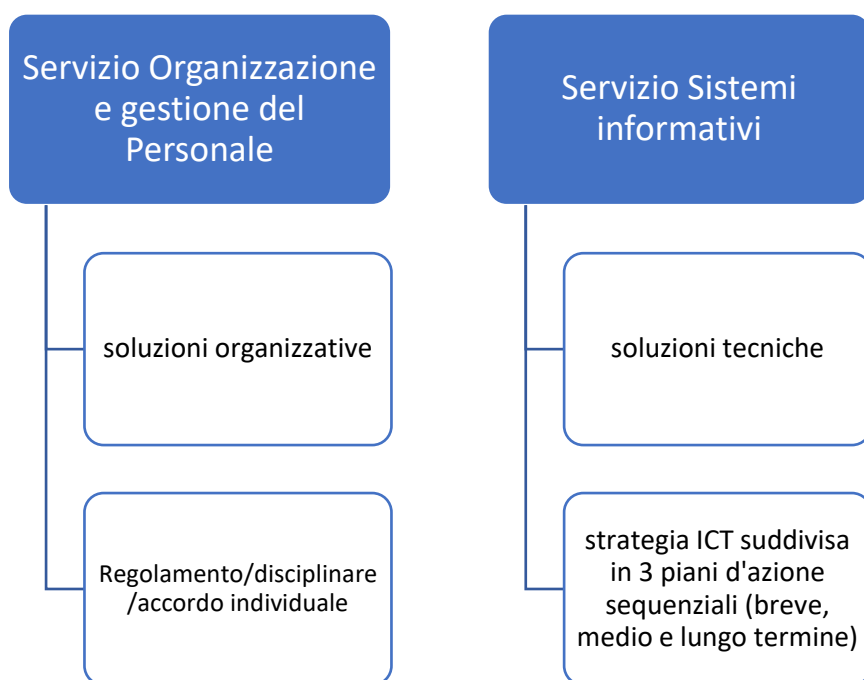 Servizio Organizzazione
e gestione del
Personale
soluzioni organizzative
Regolamento/disciplinare
/accordo individuale
Servizio Sistemi
informativi
soluzioni tecniche
strategia ICT suddivisa
in 3 piani d'azione
sequenziali (breve,
medio e lungo termine)